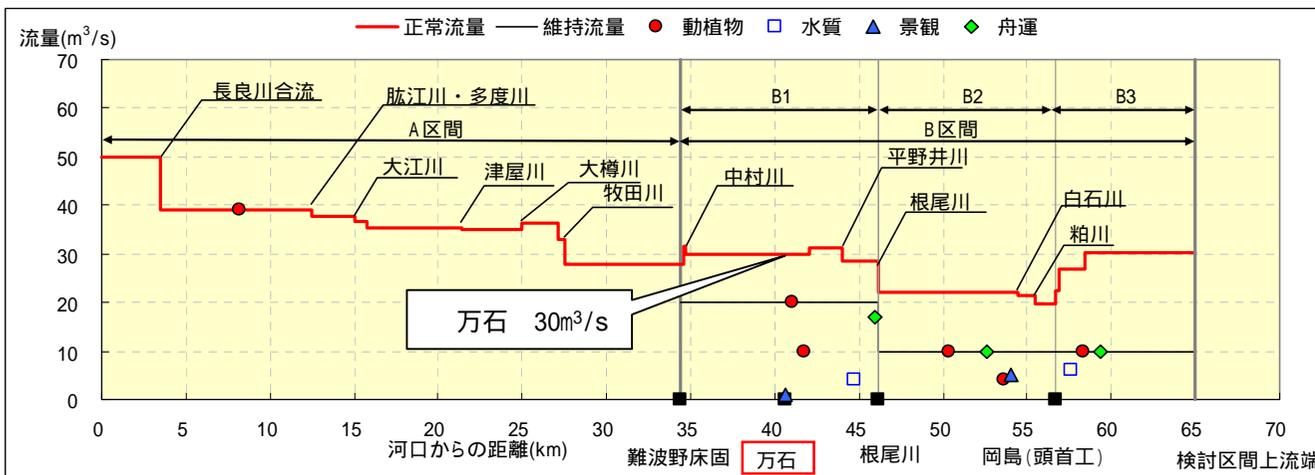 正常流量 維持流量 動植物 水質 景観 舟運
流量(m³/s)
70
60
50
40
30
20
10
0
長良川合流
肱江川・多度川
B1 B2 B3
A区間 B区間
大江川
津屋川
大樽川
牧田川
中村川
平野井川
根尾川
白石川
粕川
万石 30m³/s
0 5 10 15 20 25 30 35 40 45 50 55 60 65 70
河口からの距離(km)
難波野床固 万石 根尾川 岡島(頭首工) 検討区間上流端